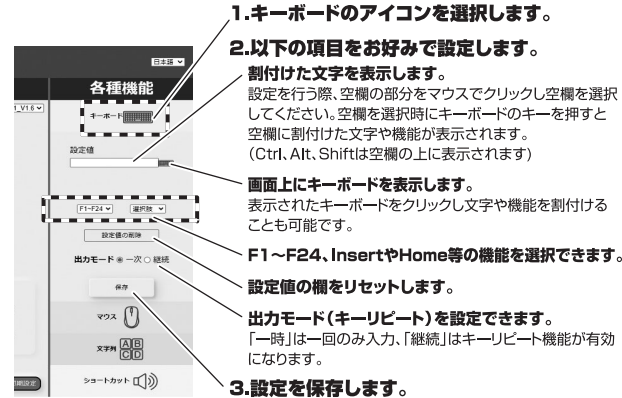 1.キーボードのアイコンを選択します。
2.以下の項目をお好みで設定します。
割付けた文字を表示します。
設定を行う際、空欄の部分をマウスでクリックし空欄を選択
してください。空欄を選択時にキーボードのキーを押すと
空欄に割付けた文字や機能が表示されます。
(Ctrl、Alt、Shiftは空欄の上に表示されます)
画面上にキーボードを表示します。
表示されたキーボードをクリックし文字や機能を割付ける
ことも可能です。
F1～F24、InsertやHome等の機能を選択できます。
設定値の欄をリセットします。
出力モード(キーリピート)を設定できます。
「一時」は一回のみ入力、「継続」はキーリピート機能が有効
になります。
3.設定を保存します。
日本語
各種機能
1_V1.6
キーボード
設定値
F1-F24 選択肢
設定値の削除
出力モード 一次 継続
保存
マウス
文字列 AB
CD
ショートカット